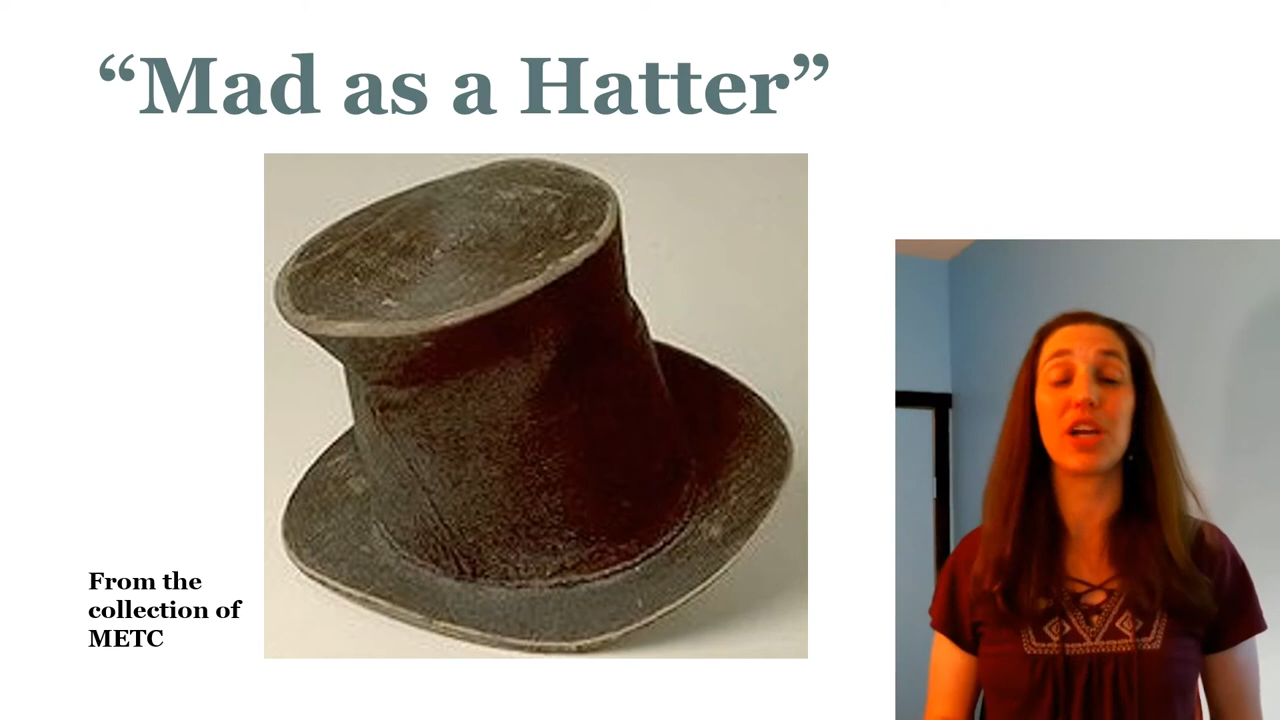 “Mad as a Hatter”
From the
collection of
METC